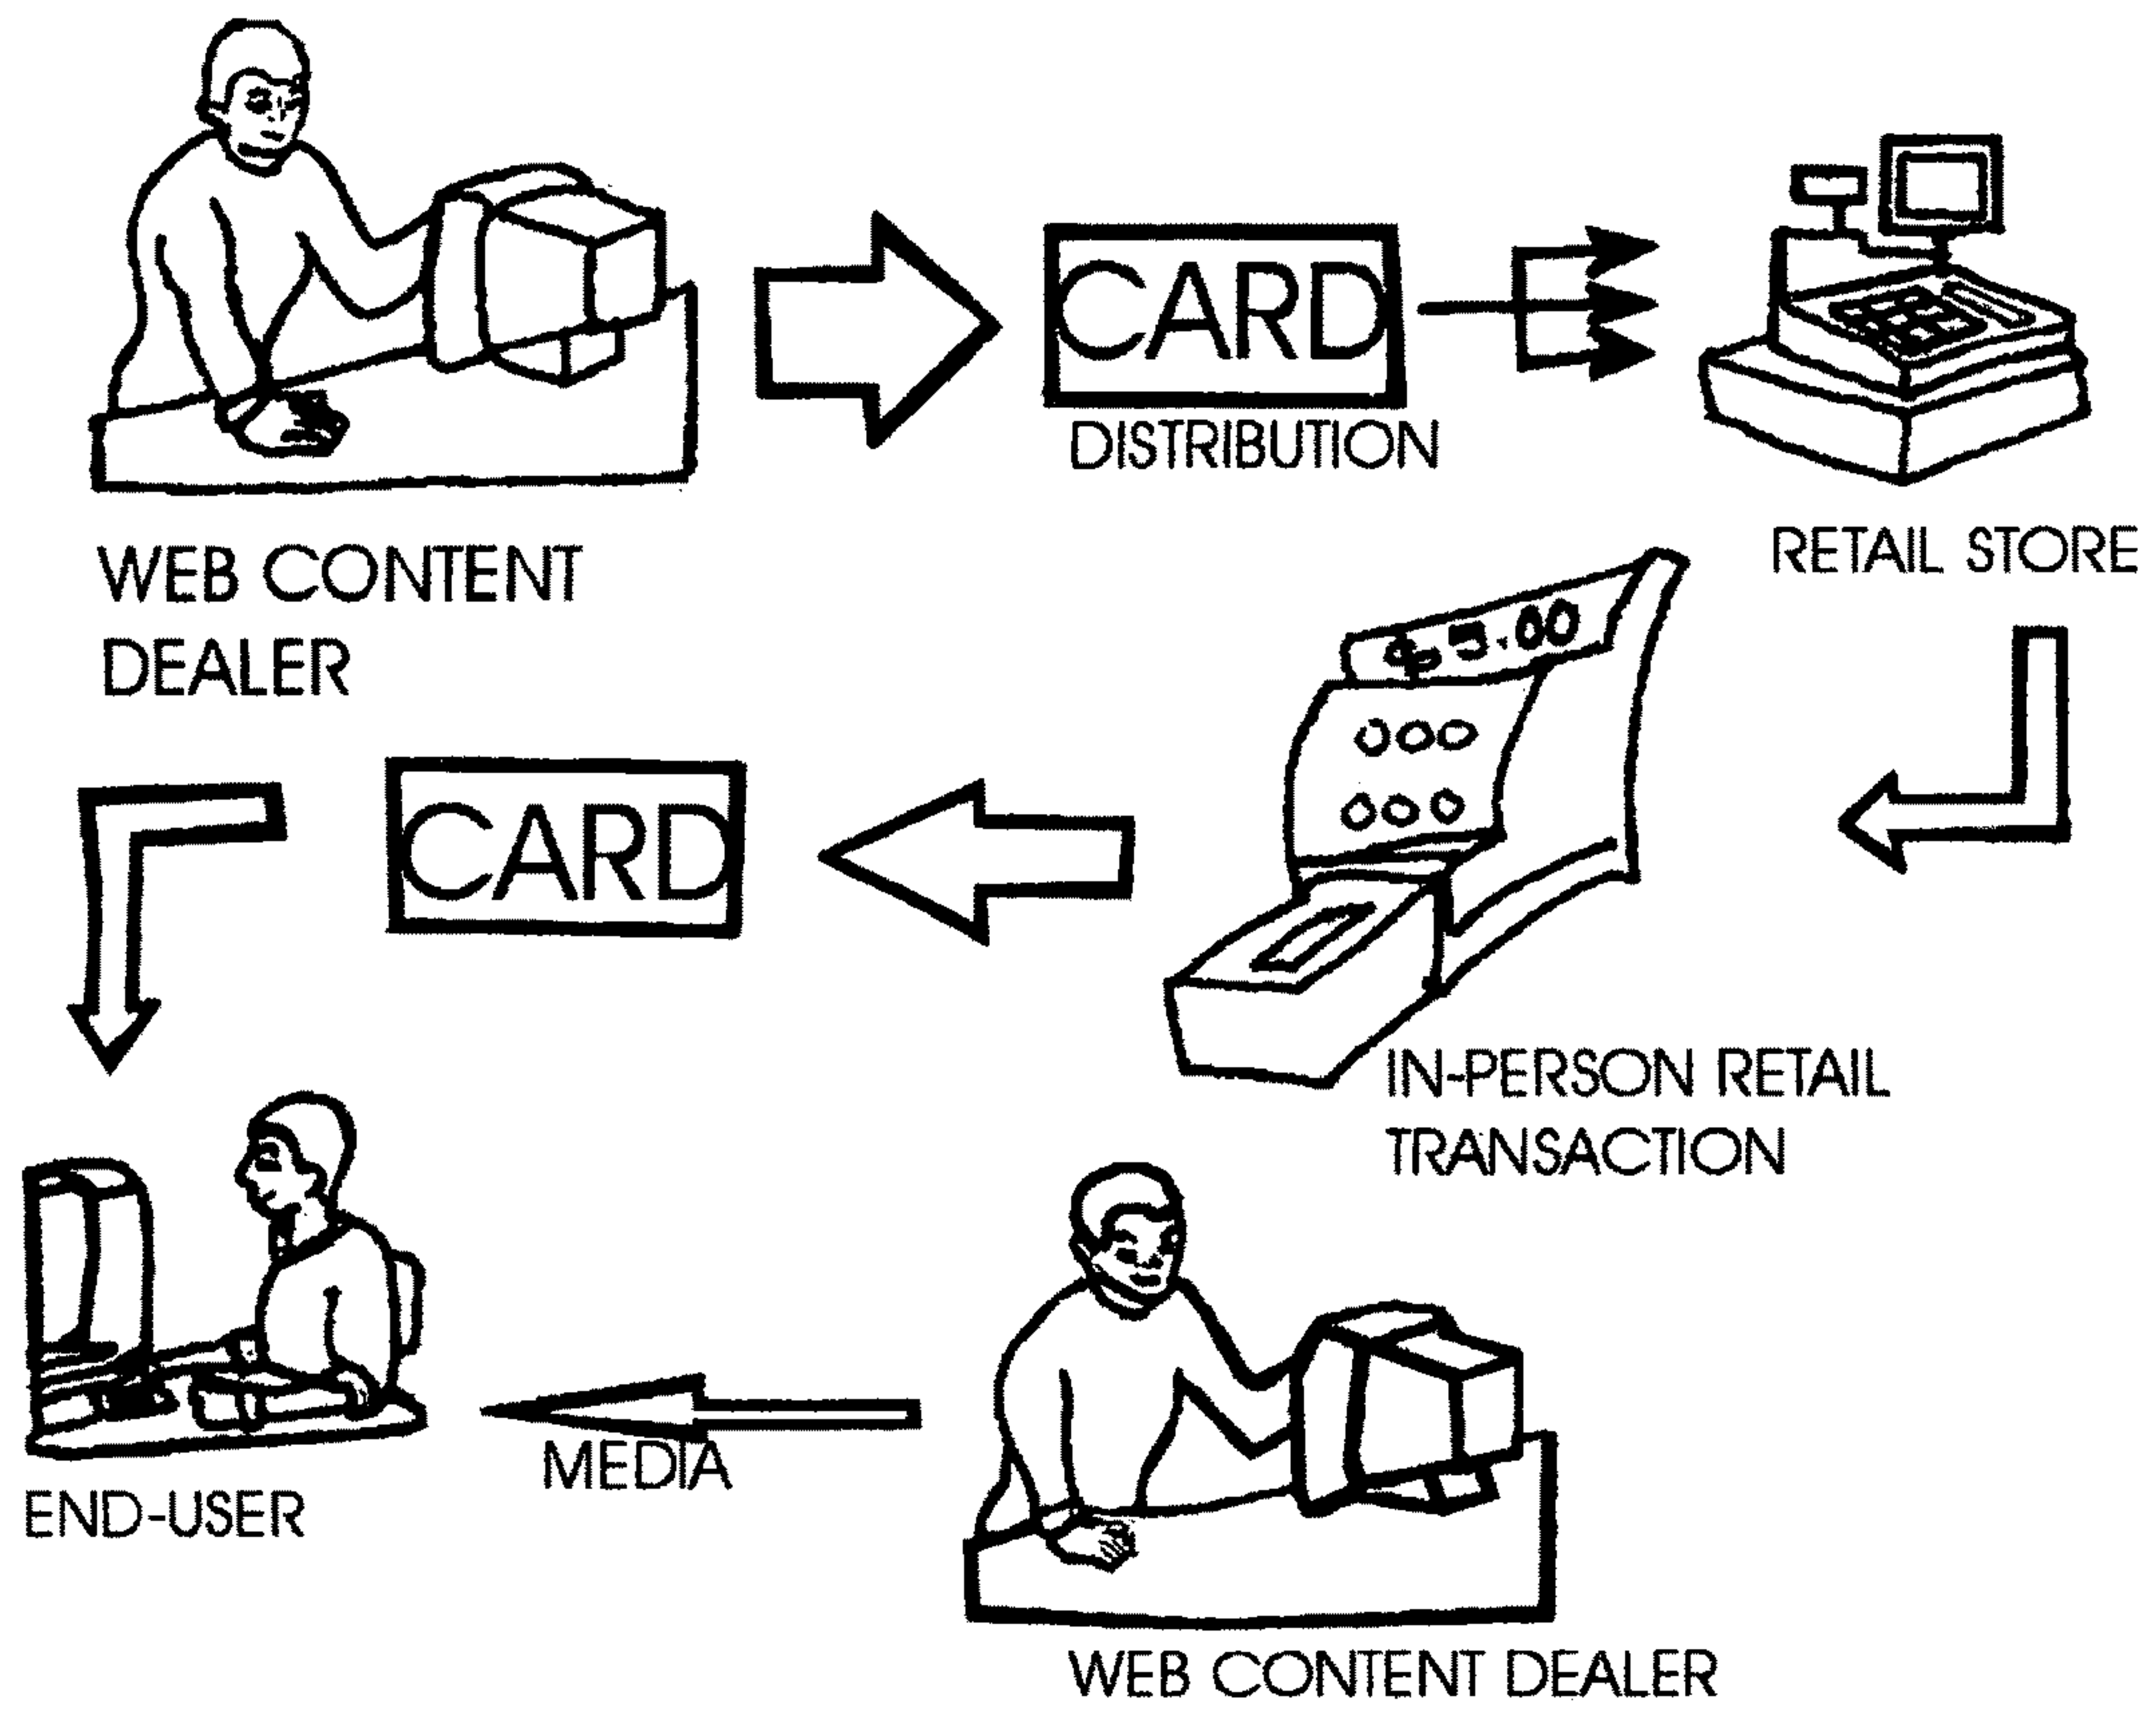 CARD
DISTRIBUTION
WEB CONTENT
DEALER
RETAIL STORE
$ 5.00
CARD
IN-PERSON RETAIL
TRANSACTION
MEDIA
END-USER
WEB CONTENT DEALER